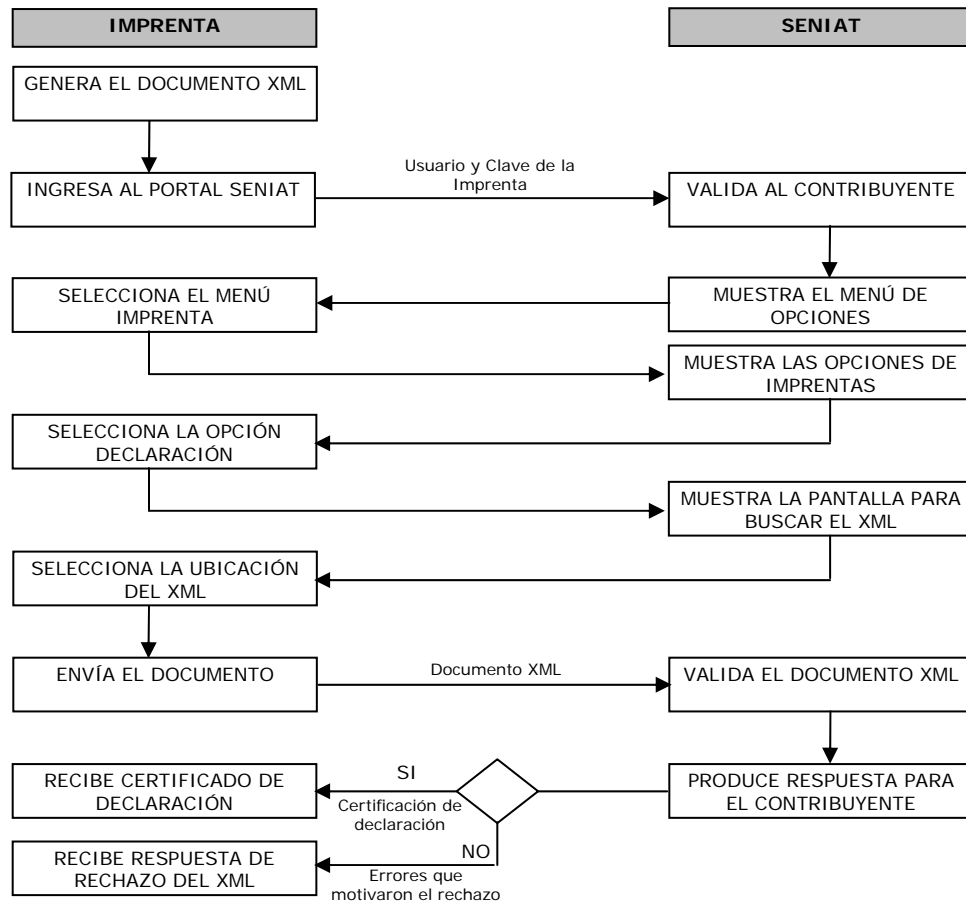 IMPRENTA
SENIAT
GENERA EL DOCUMENTO XML
INGRESA AL PORTAL SENIAT
Usuario y Clave de la
Imprenta
VALIDA AL CONTRIBUYENTE
SELECCIONA EL MENÚ
IMPRENTA
MUESTRA EL MENÚ DE
OPCIONES
MUESTRA LAS OPCIONES DE
IMPRENTAS
SELECCIONA LA OPCIÓN
DECLARACIÓN
MUESTRA LA PANTALLA PARA
BUSCAR EL XML
SELECCIONA LA UBICACIÓN
DEL XML
ENVÍA EL DOCUMENTO
Documento XML
VALIDA EL DOCUMENTO XML
RECIBE CERTIFICADO DE
DECLARACIÓN
SI
Certificación de
declaración
PRODUCE RESPUESTA PARA
EL CONTRIBUYENTE
RECIBE RESPUESTA DE
RECHAZO DEL XML
NO
Errores que
motivaron el rechazo